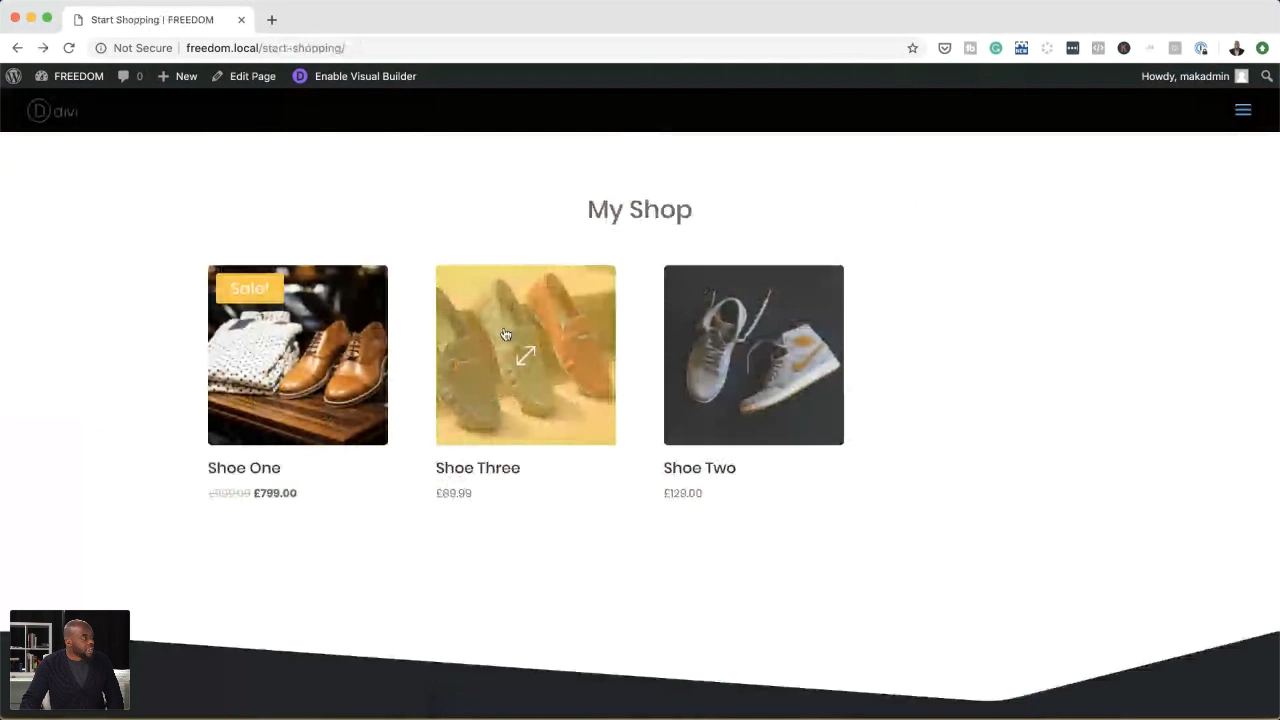 Start Shopping | FREEDOM
Not Secure freedom.local/start-shopping/
FREEDOM 0 New Edit Page Enable Visual Builder Howdy, makadmin
divi
My Shop
Sale!
Shoe One
£799.00
Shoe Three
£89.99
Shoe Two
£129.00